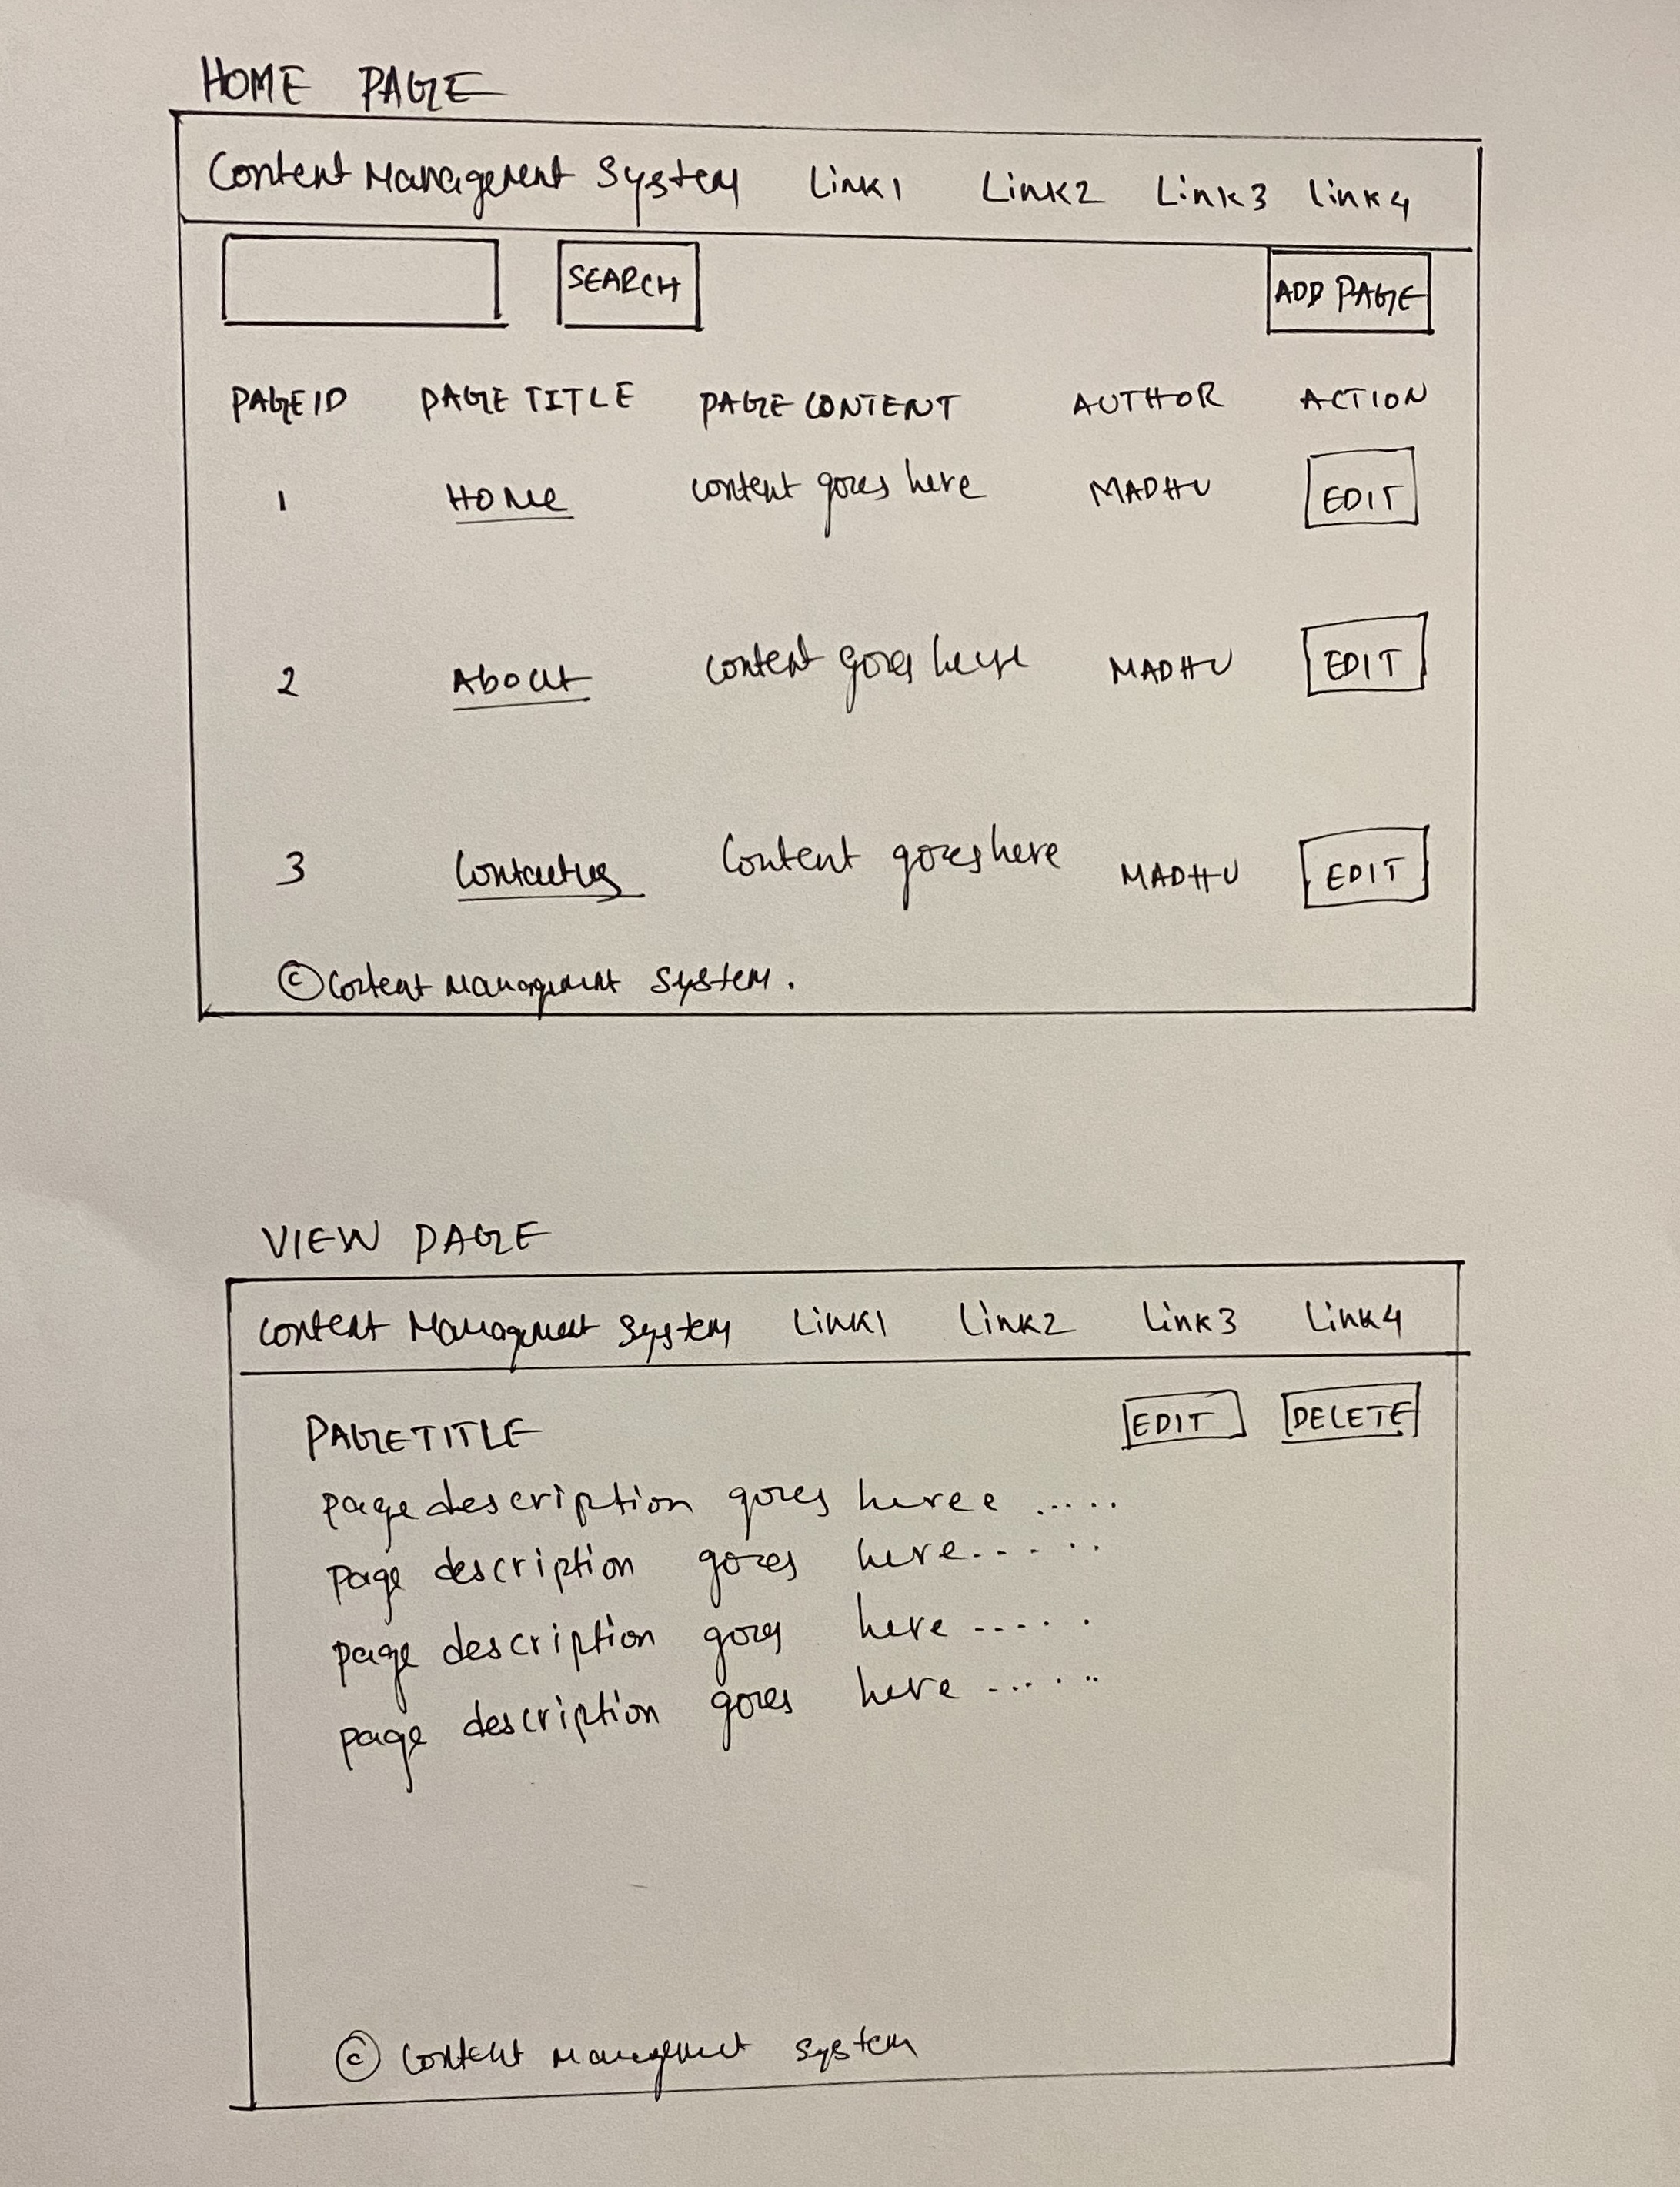 HOME PAGE
Content Management System Link1 Link2 Link3 Link4
SEARCH ADD PAGE
PAGEID PAGE TITLE PAGE CONTENT AUTHOR ACTION
1 HOME content goes here MADHU EDIT
2 About content goes here MADHU EDIT
3 Contactus Content goes here MADHU EDIT
© Content Management System.
VIEW PAGE
Content Management System Link1 Link2 Link3 Link4
PAGETITLE EDIT DELETE
page description goes heree .....
page description goes here.....
page description goes here .....
page description goes here ......
© Content Management System